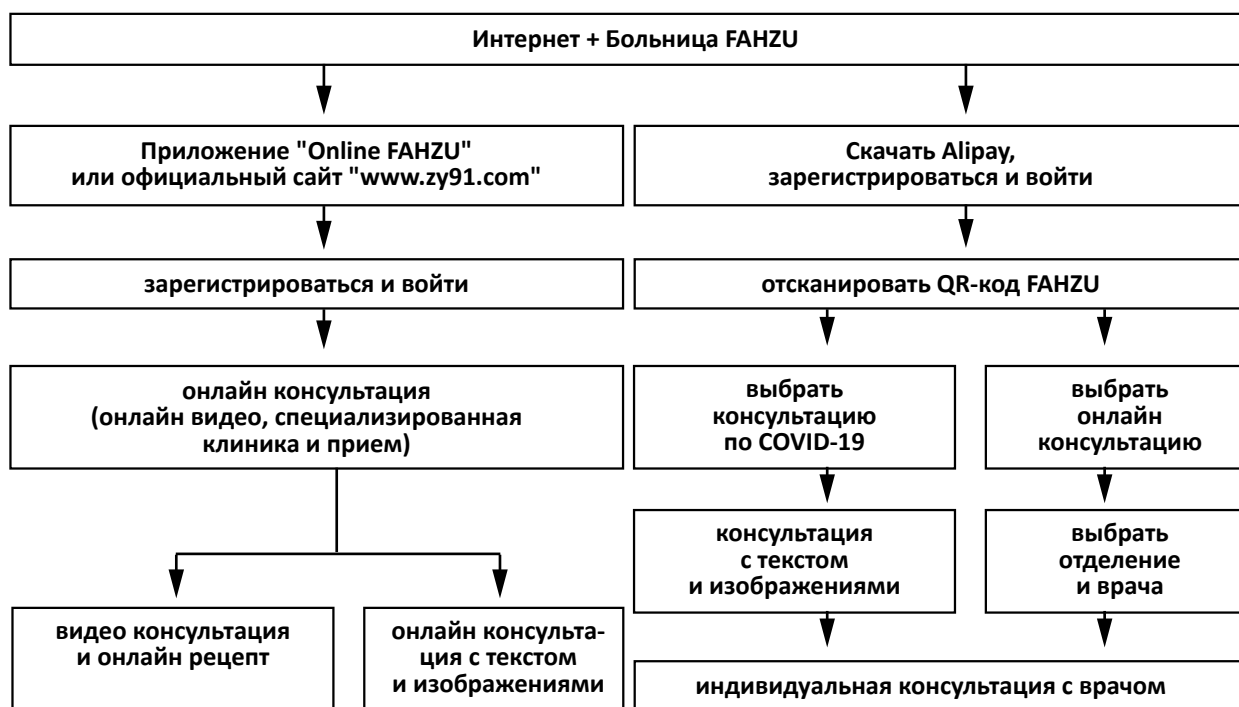 Интернет + Больница FAHZU
Приложение "Online FAHZU"
или официальный сайт "www.zy91.com"
Скачать Alipay,
зарегистрироваться и войти
зарегистрироваться и войти
отсканировать QR-код FAHZU
онлайн консультация
(онлайн видео, специализированная
клиника и прием)
выбрать
консультацию
по COVID-19
выбрать
онлайн
консультацию
консультация
с текстом
и изображениями
выбрать
отделение
и врача
видео консультация
и онлайн рецепт
онлайн консульта-
ция с текстом
и изображениями
индивидуальная консультация с врачом